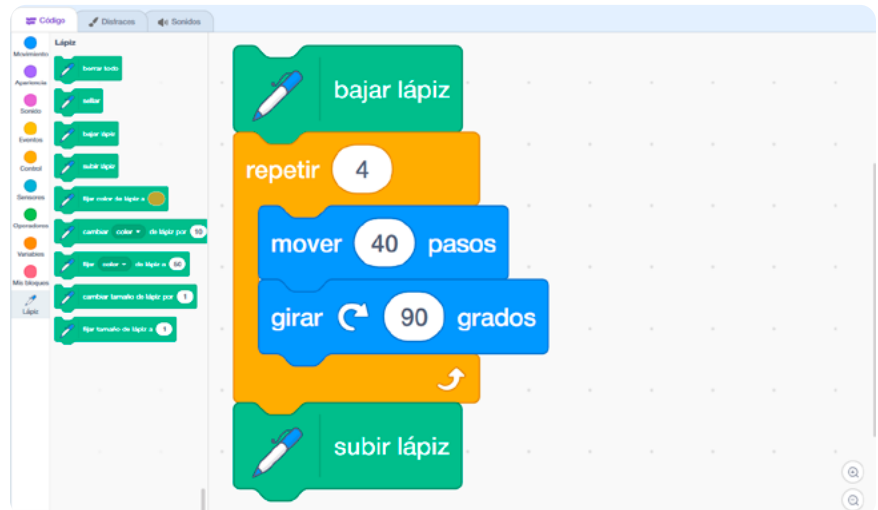 Código Disfraces Sonidos
Movimiento
Apariencia
Sonido
Eventos
Control
Sensores
Operadores
Variables
Mis bloques
Lápiz
Lápiz
borrar todo
sellar
bajar lápiz
subir lápiz
fijar color de lápiz a
cambiar color de lápiz por 10
fijar color de lápiz a 50
cambiar tamaño de lápiz por 1
fijar tamaño de lápiz a 1
bajar lápiz
repetir 4
mover 40 pasos
girar 90 grados
subir lápiz